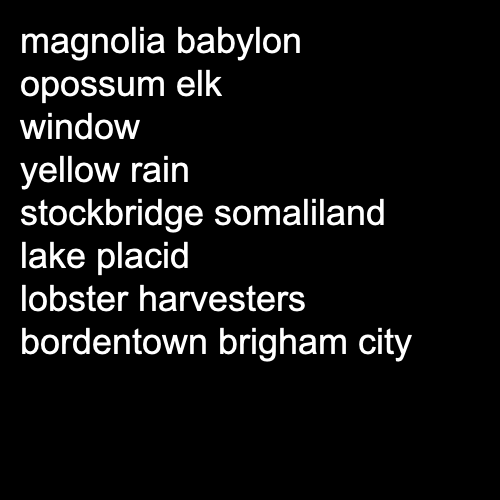 magnolia babylon
opossum elk
window
yellow rain
stockbridge somaliland
lake placid
lobster harvesters
bordentown brigham city